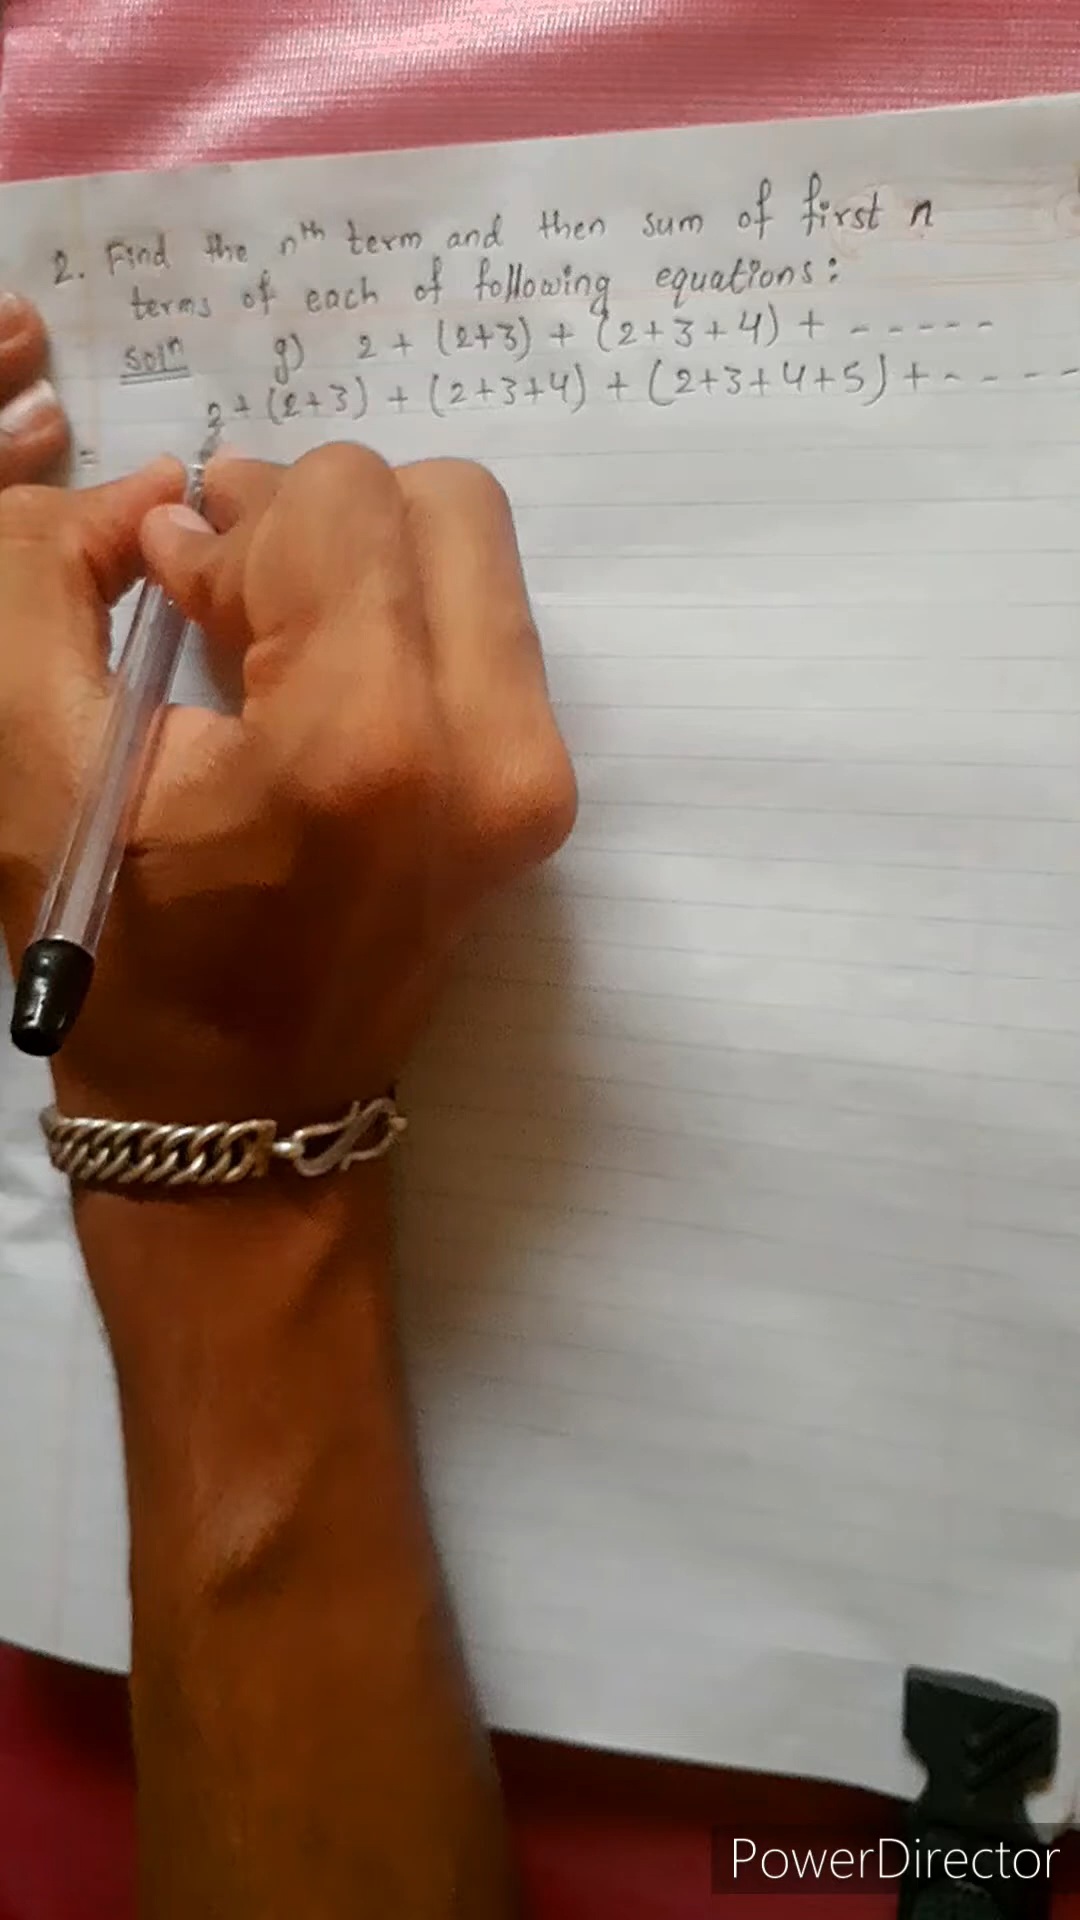 2. Find the nth term and then sum of first n
terms of each of following equations:
Solⁿ g) 2 + (2+3) + (2+3+4) + -----
2 + (2+3) + (2+3+4) + (2+3+4+5) + ----
=
PowerDirector